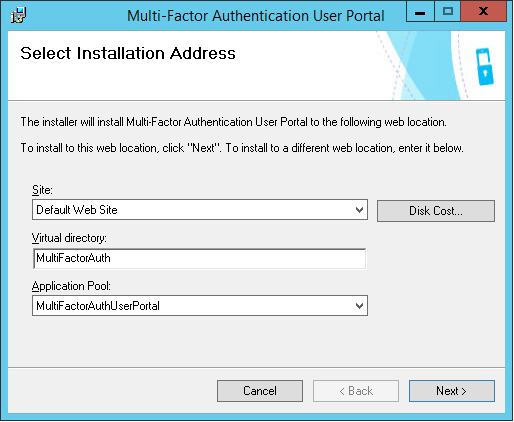 Multi-Factor Authentication User Portal
Select Installation Address
The installer will install Multi-Factor Authentication User Portal to the following web location.
To install to this web location, click "Next". To install to a different web location, enter it below.
Site:
Default Web Site
Disk Cost...
Virtual directory:
MultiFactorAuth
Application Pool:
MultiFactorAuthUserPortal
Cancel
< Back
Next >